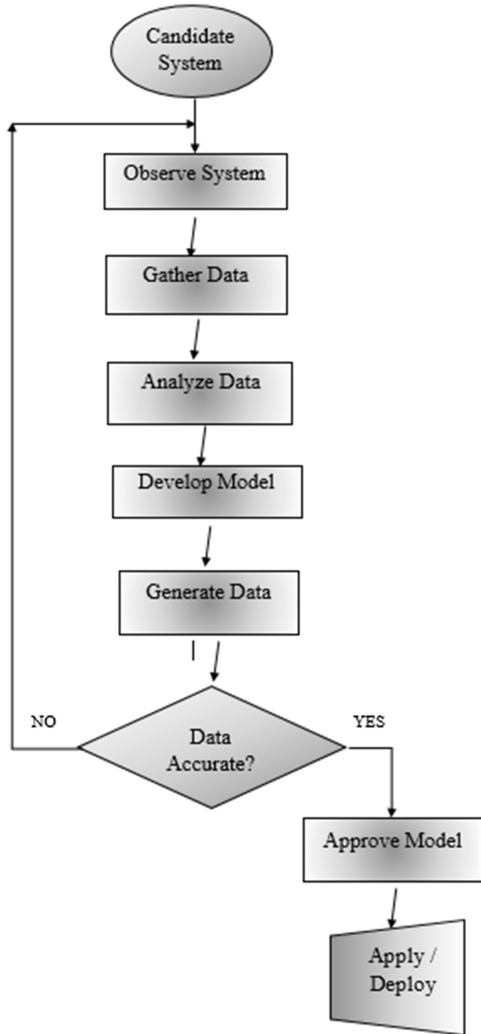 Candidate
System
Observe System
Gather Data
Analyze Data
Develop Model
Generate Data
NO
YES
Data
Accurate?
Approve Model
Apply /
Deploy